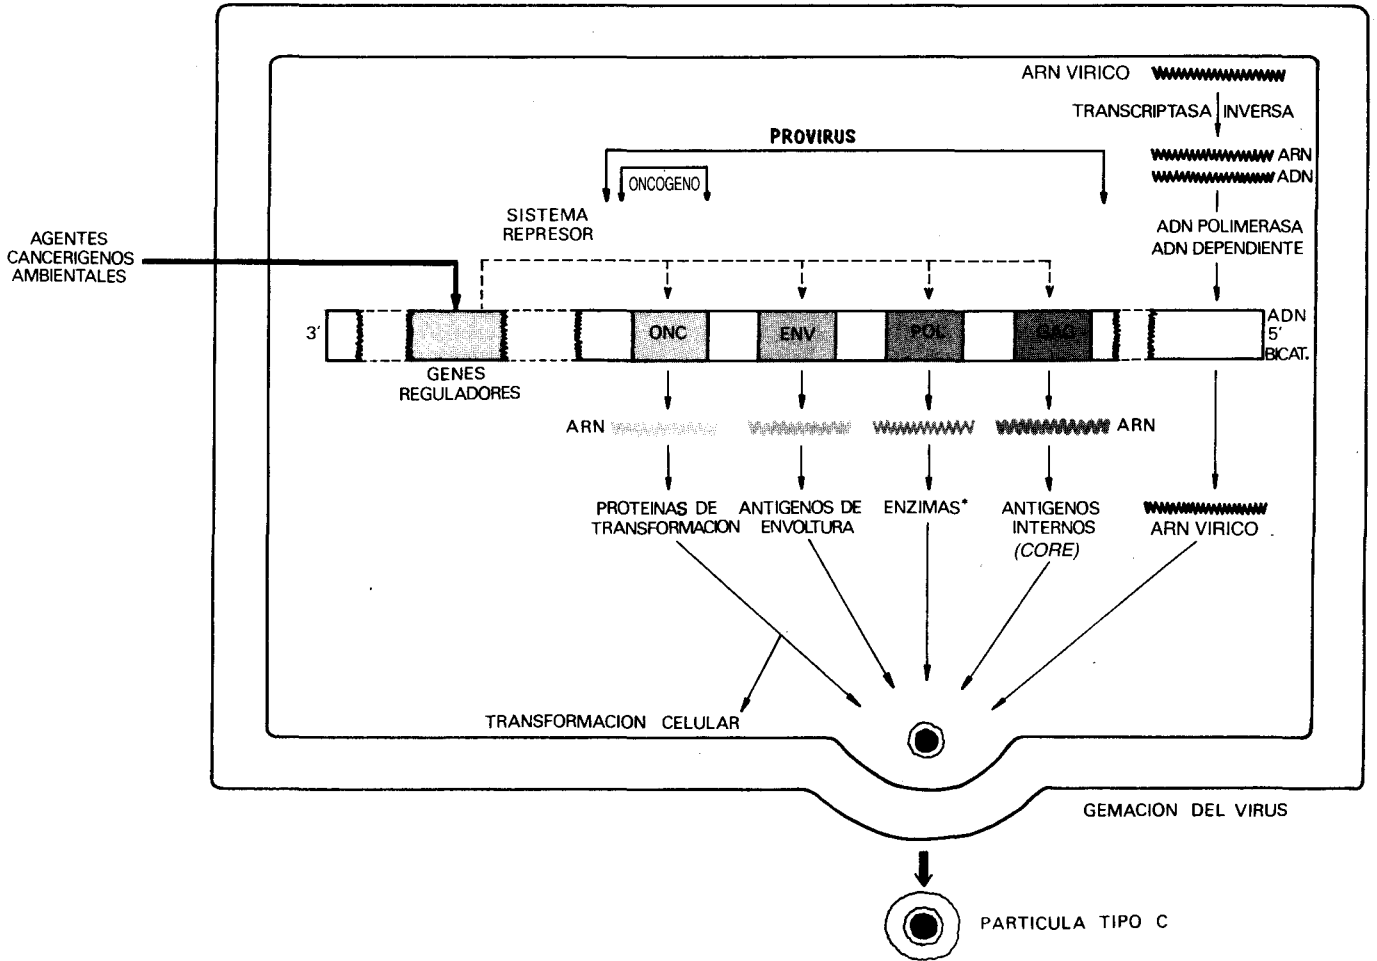 ARN VIRICO
TRANSCRIPTASA INVERSA
PROVIRUS
ARN
ADN
ONCOGENO
SISTEMA
REPRESOR
ADN POLIMERASA
ADN DEPENDIENTE
AGENTES
CANCERIGENOS
AMBIENTALES
3'
ONC
ENV
POL
GAG
ADN
5'
BICAT.
GENES
REGULADORES
ARN
ARN
PROTEINAS DE
TRANSFORMACION
ANTIGENOS DE
ENVOLTURA
ENZIMAS*
ANTIGENOS
INTERNOS
(CORE)
ARN VIRICO
TRANSFORMACION CELULAR
GEMACION DEL VIRUS
PARTICULA TIPO C